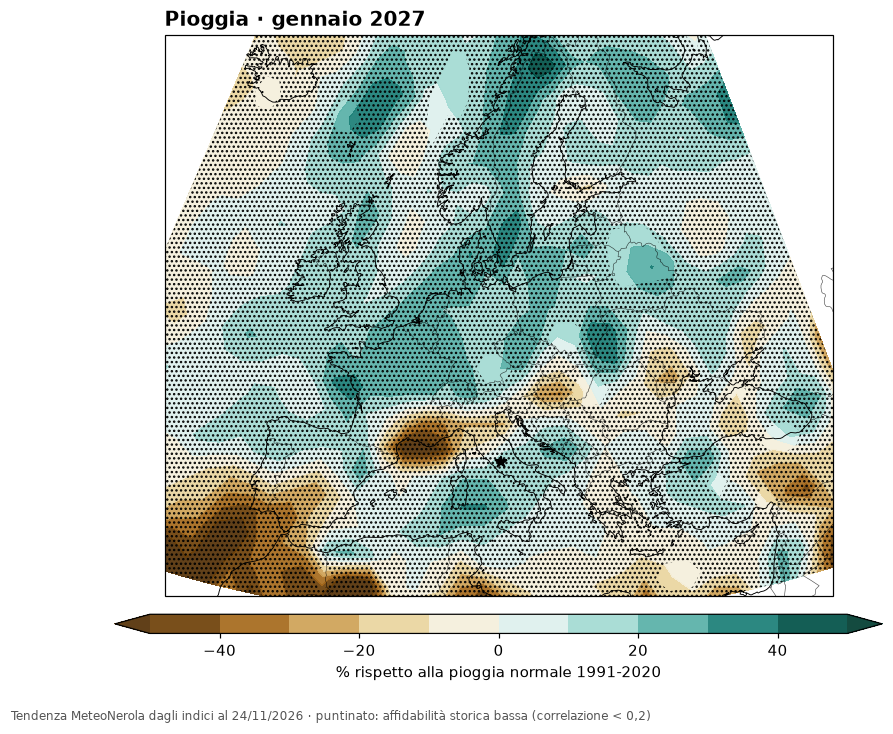 Pioggia · gennaio 2027
−40 −20 0 20 40
% rispetto alla pioggia normale 1991-2020
Tendenza MeteoNerola dagli indici al 24/11/2026 · puntinato: affidabilità storica bassa (correlazione < 0,2)